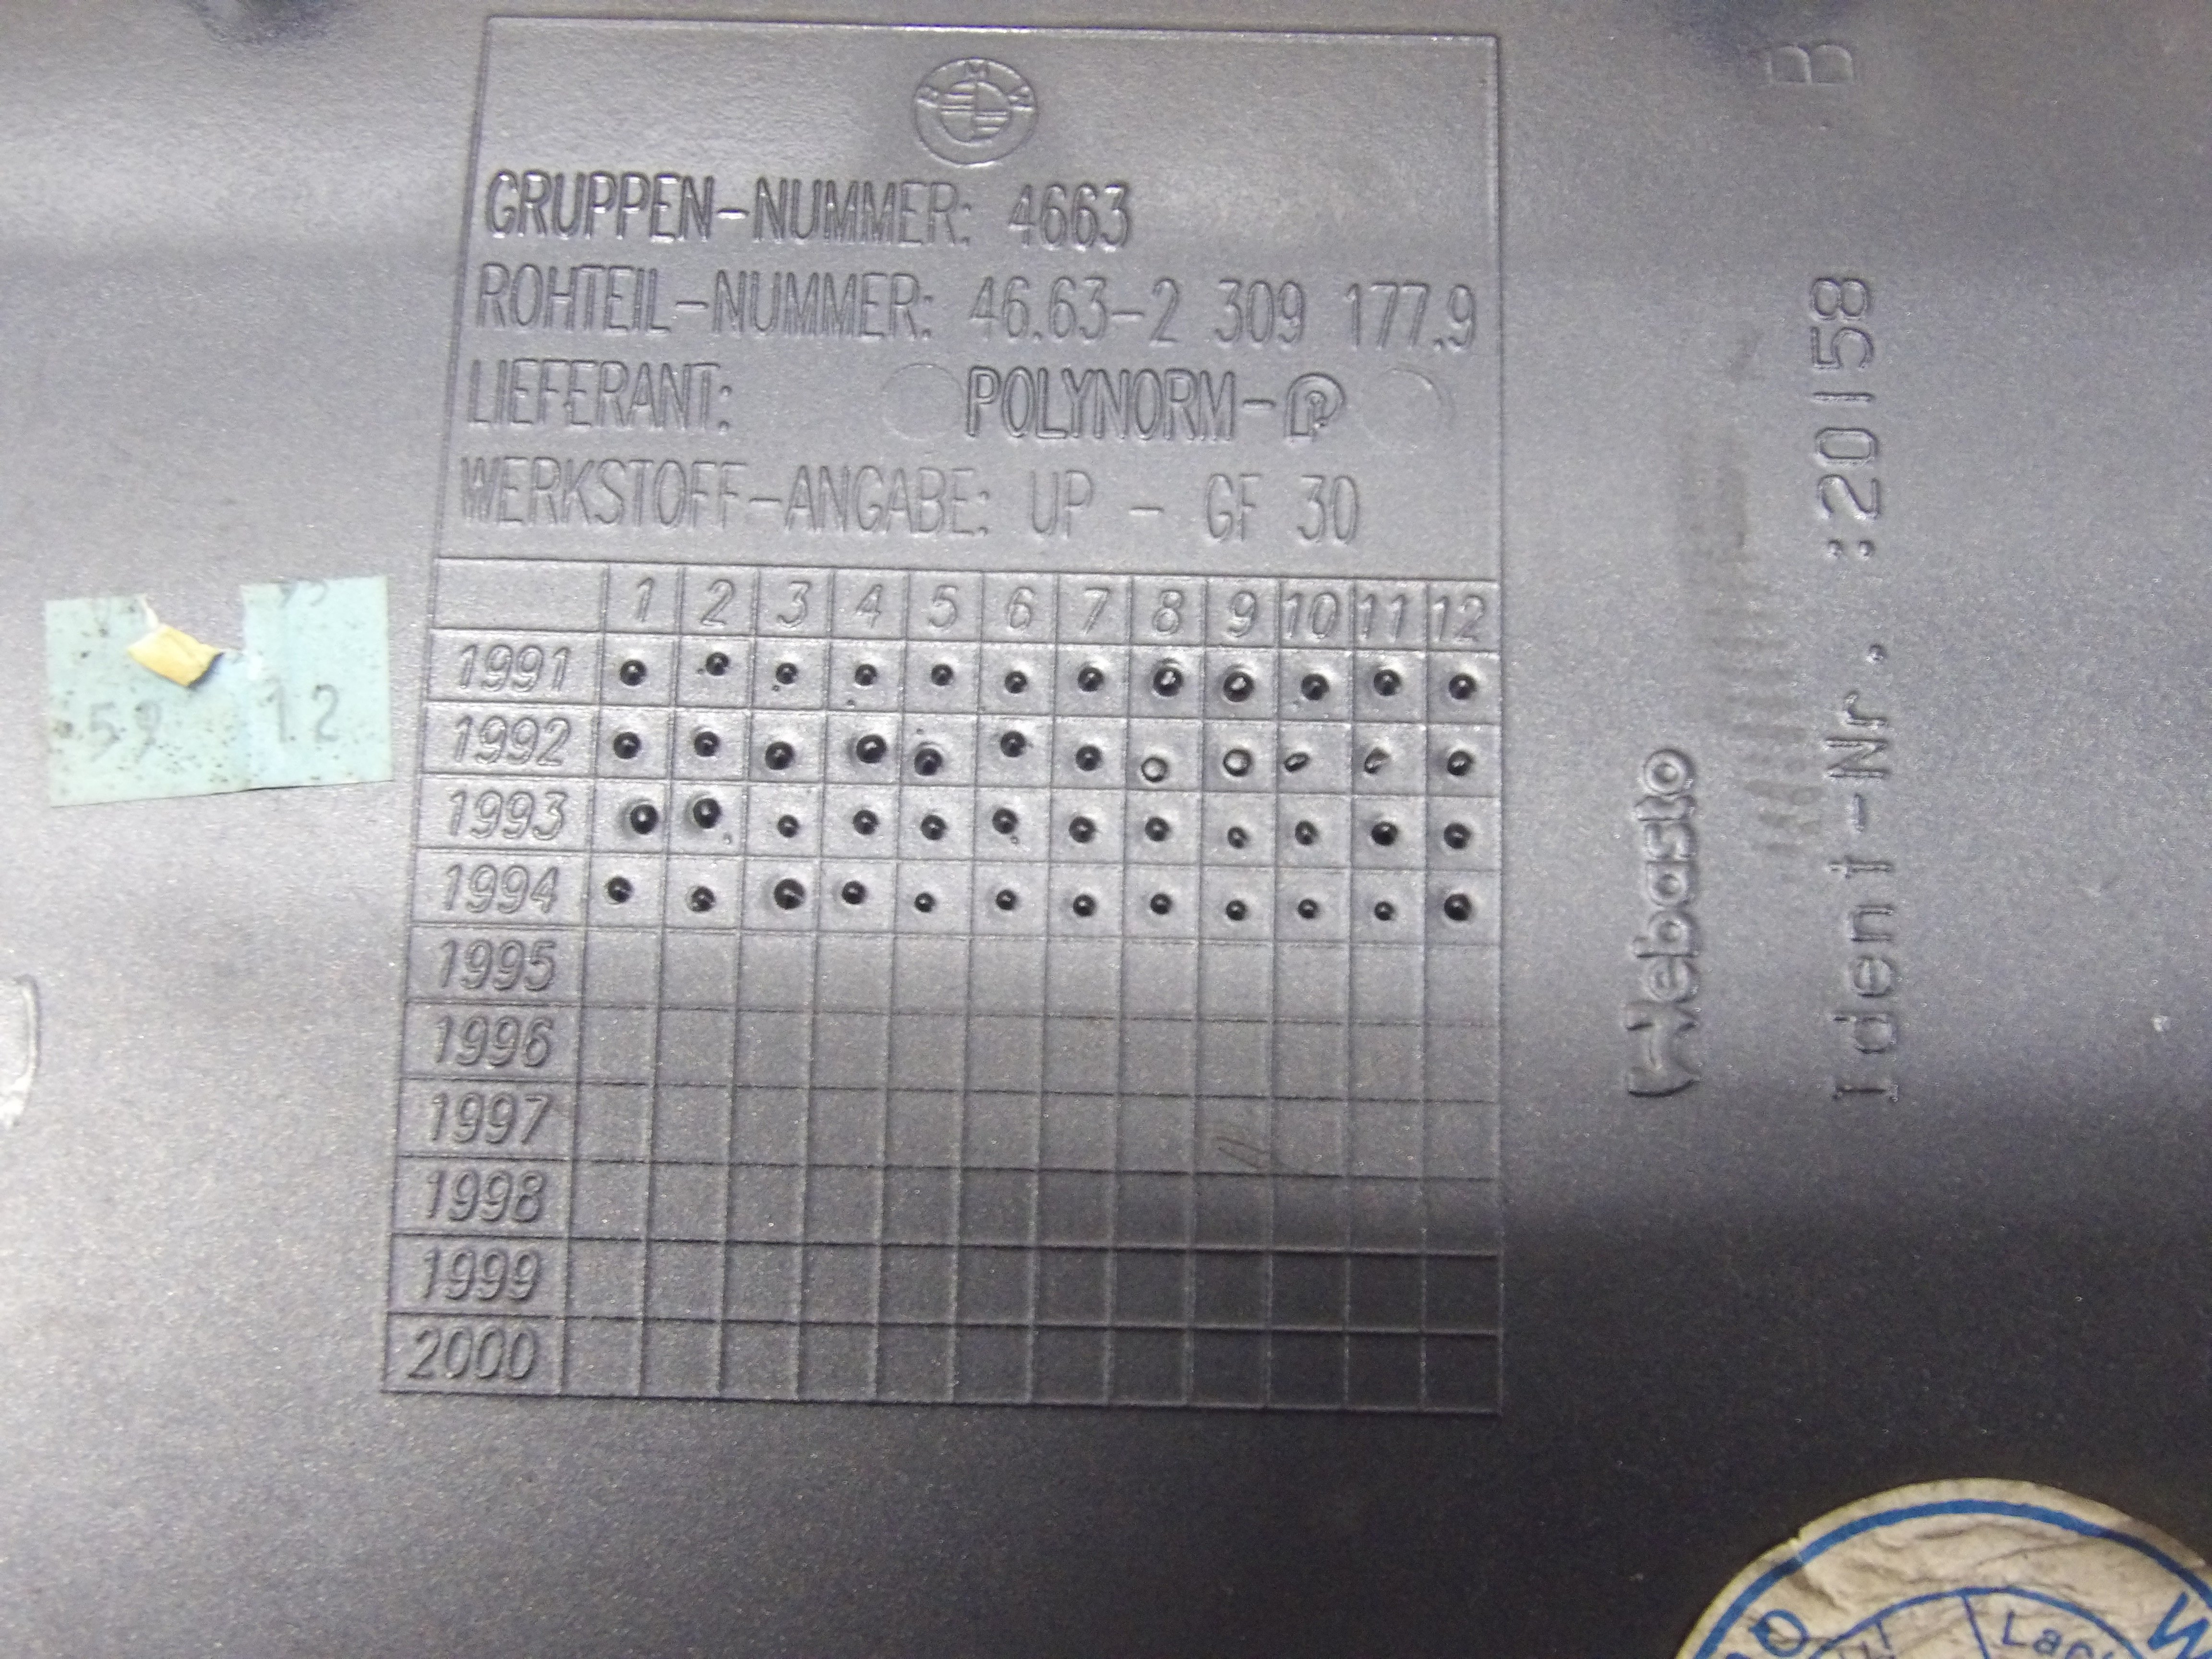 BMW
GRUPPEN-NUMMER: 4663
ROHTEIL-NUMMER: 46.63-2 309 177.9
LIEFERANT: POLYNORM-
WERKSTOFF-ANGABE: UP - GF 30
1 2 3 4 5 6 7 8 9 10 11 12
1991
1992
1993
1994
1995
1996
1997
1998
1999
2000
59 12
Webasto
Ident-Nr. :20158
B